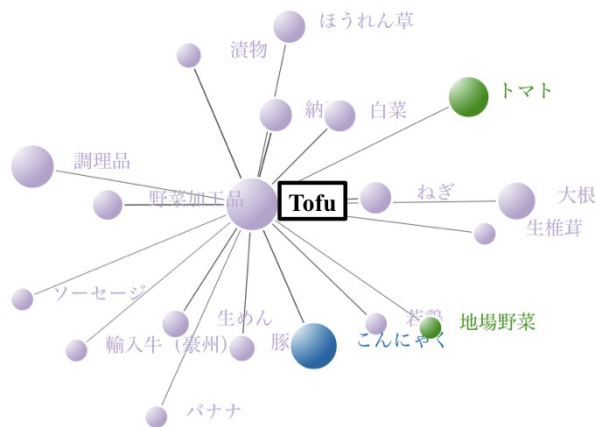 ほうれん草
漬物
納
白菜
トマト
調理品
野菜加工品
Tofu
ねぎ
大根
生椎茸
ソーセージ
生めん
輸入牛（豪州）
豚
こんにゃく
地場野菜
バナナ